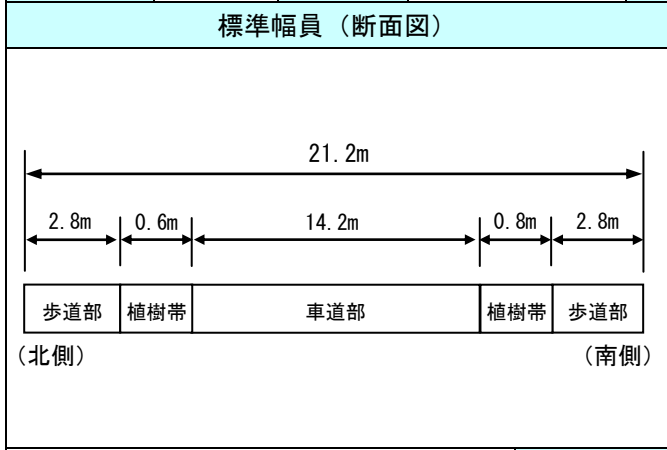 標準幅員（断面図）
21.2m
2.8m 0.6m 14.2m 0.8m 2.8m
歩道部 植樹帯 車道部 植樹帯 歩道部
（北側） （南側）